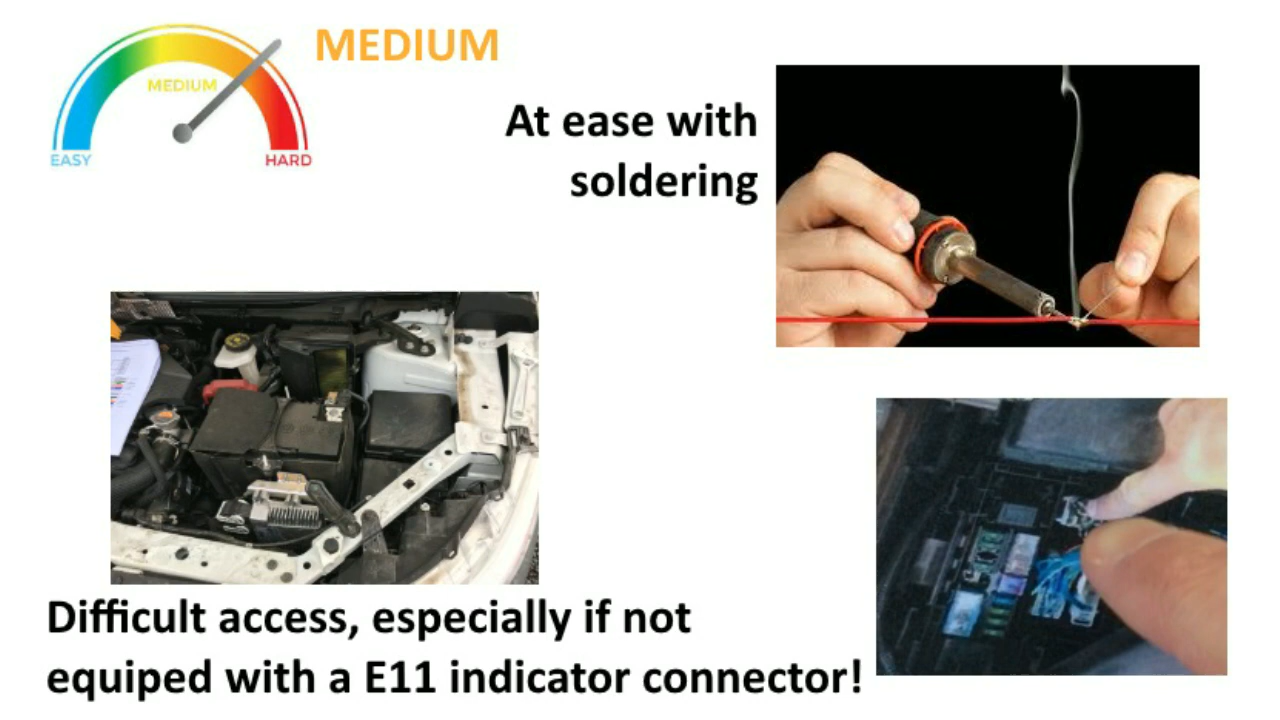 MEDIUM
MEDIUM
EASY
HARD
At ease with
soldering
Difficult access, especially if not
equiped with a E11 indicator connector!